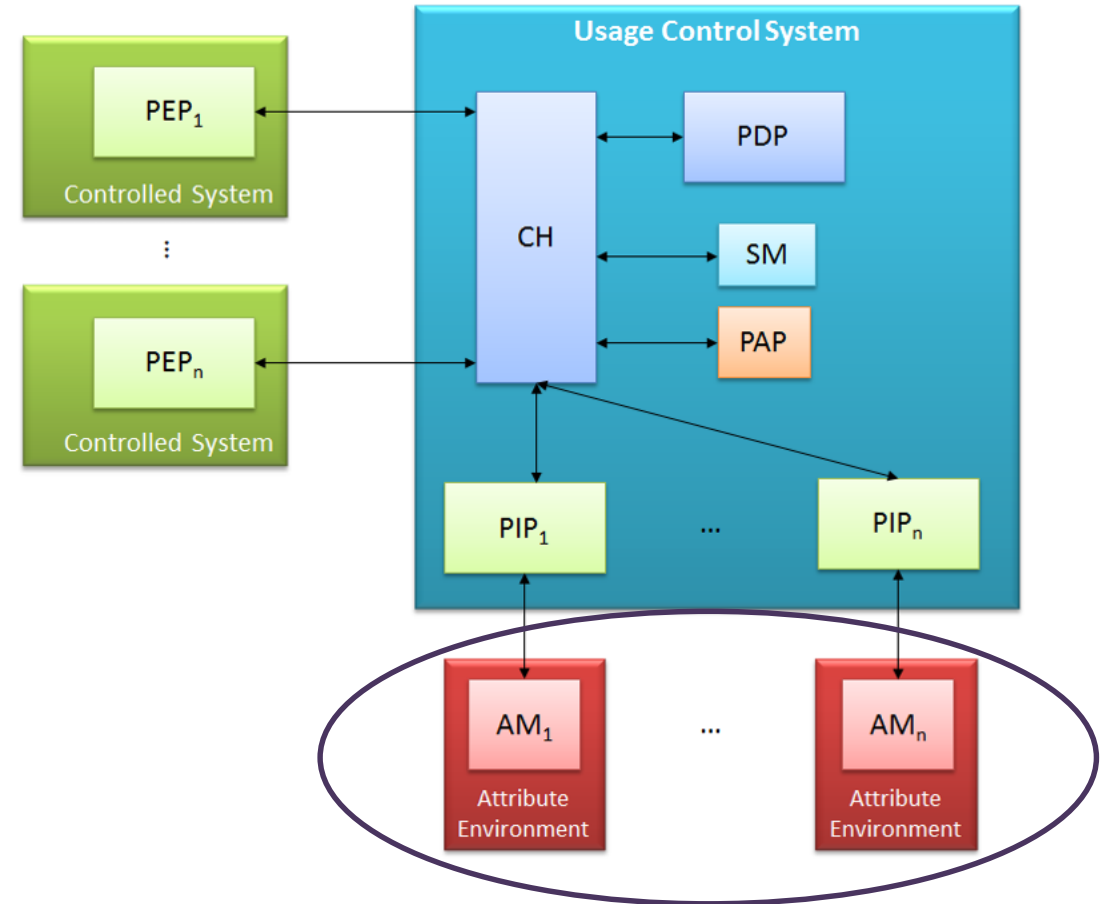 Usage Control System
PEP₁
Controlled System
⋮
PEPₙ
Controlled System
CH
PDP
SM
PAP
PIP₁
...
PIPₙ
AM₁
Attribute
Environment
...
AMₙ
Attribute
Environment